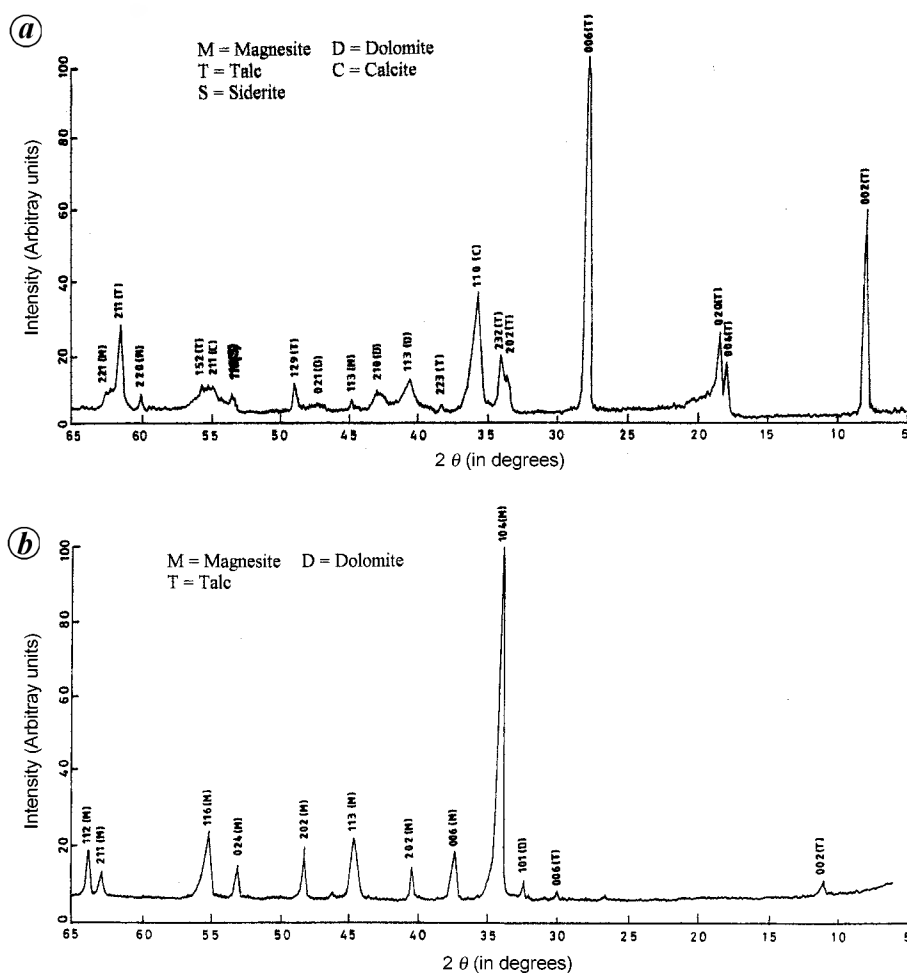 a
M = Magnesite D = Dolomite
T = Talc C = Calcite
S = Siderite
Intensity (Arbitray units)
100
80
60
40
20
0
221 (M)
211 (T)
220 (M)
152 (T)
211 (C)
129 (T)
021 (D)
113 (M)
210 (D)
113 (D)
223 (T)
110 (C)
232 (T)
202 (T)
006 (T)
020 (T)
004 (T)
002 (T)
65 60 55 50 45 40 35 30 25 20 15 10 5
2 θ (in degrees)
b
M = Magnesite D = Dolomite
T = Talc
Intensity (Arbitray units)
100
80
60
40
20
0
112 (M)
211 (M)
116 (M)
024 (M)
202 (M)
113 (M)
202 (M)
006 (M)
104 (M)
101 (D)
006 (T)
002 (T)
65 60 55 50 45 40 35 30 25 20 15 10 5
2 θ (in degrees)